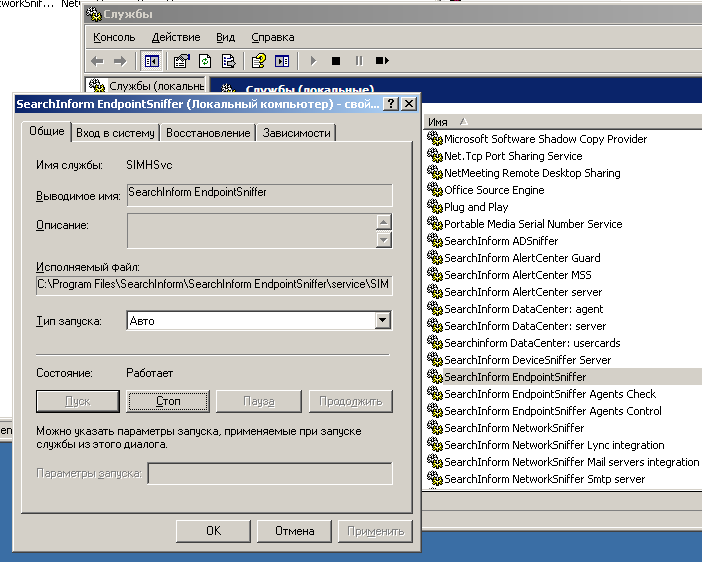 Службы
Консоль Действие Вид Справка
Службы (локальн
Службы (локальные)
SearchInform EndpointSniffer (Локальный компьютер) - свой...
Общие Вход в систему Восстановление Зависимости
Имя службы: SIMHSvc
Выводимое имя: SearchInform EndpointSniffer
Описание:
Исполняемый файл:
C:\Program Files\SearchInform\SearchInform EndpointSniffer\service\SIM
Тип запуска: Авто
Состояние: Работает
Пуск Стоп Пауза Продолжить
Можно указать параметры запуска, применяемые при запуске
службы из этого диалога.
Параметры запуска:
OK Отмена Применить
Имя
Microsoft Software Shadow Copy Provider
Net.Tcp Port Sharing Service
NetMeeting Remote Desktop Sharing
Office Source Engine
Plug and Play
Portable Media Serial Number Service
SearchInform ADSniffer
SearchInform AlertCenter Guard
SearchInform AlertCenter MSS
SearchInform AlertCenter server
SearchInform DataCenter: agent
SearchInform DataCenter: server
Searchinform DataCenter: usercards
SearchInform DeviceSniffer Server
SearchInform EndpointSniffer
SearchInform EndpointSniffer Agents Check
SearchInform EndpointSniffer Agents Control
SearchInform NetworkSniffer
SearchInform NetworkSniffer Lync integration
SearchInform NetworkSniffer Mail servers integration
SearchInform NetworkSniffer Smtp server